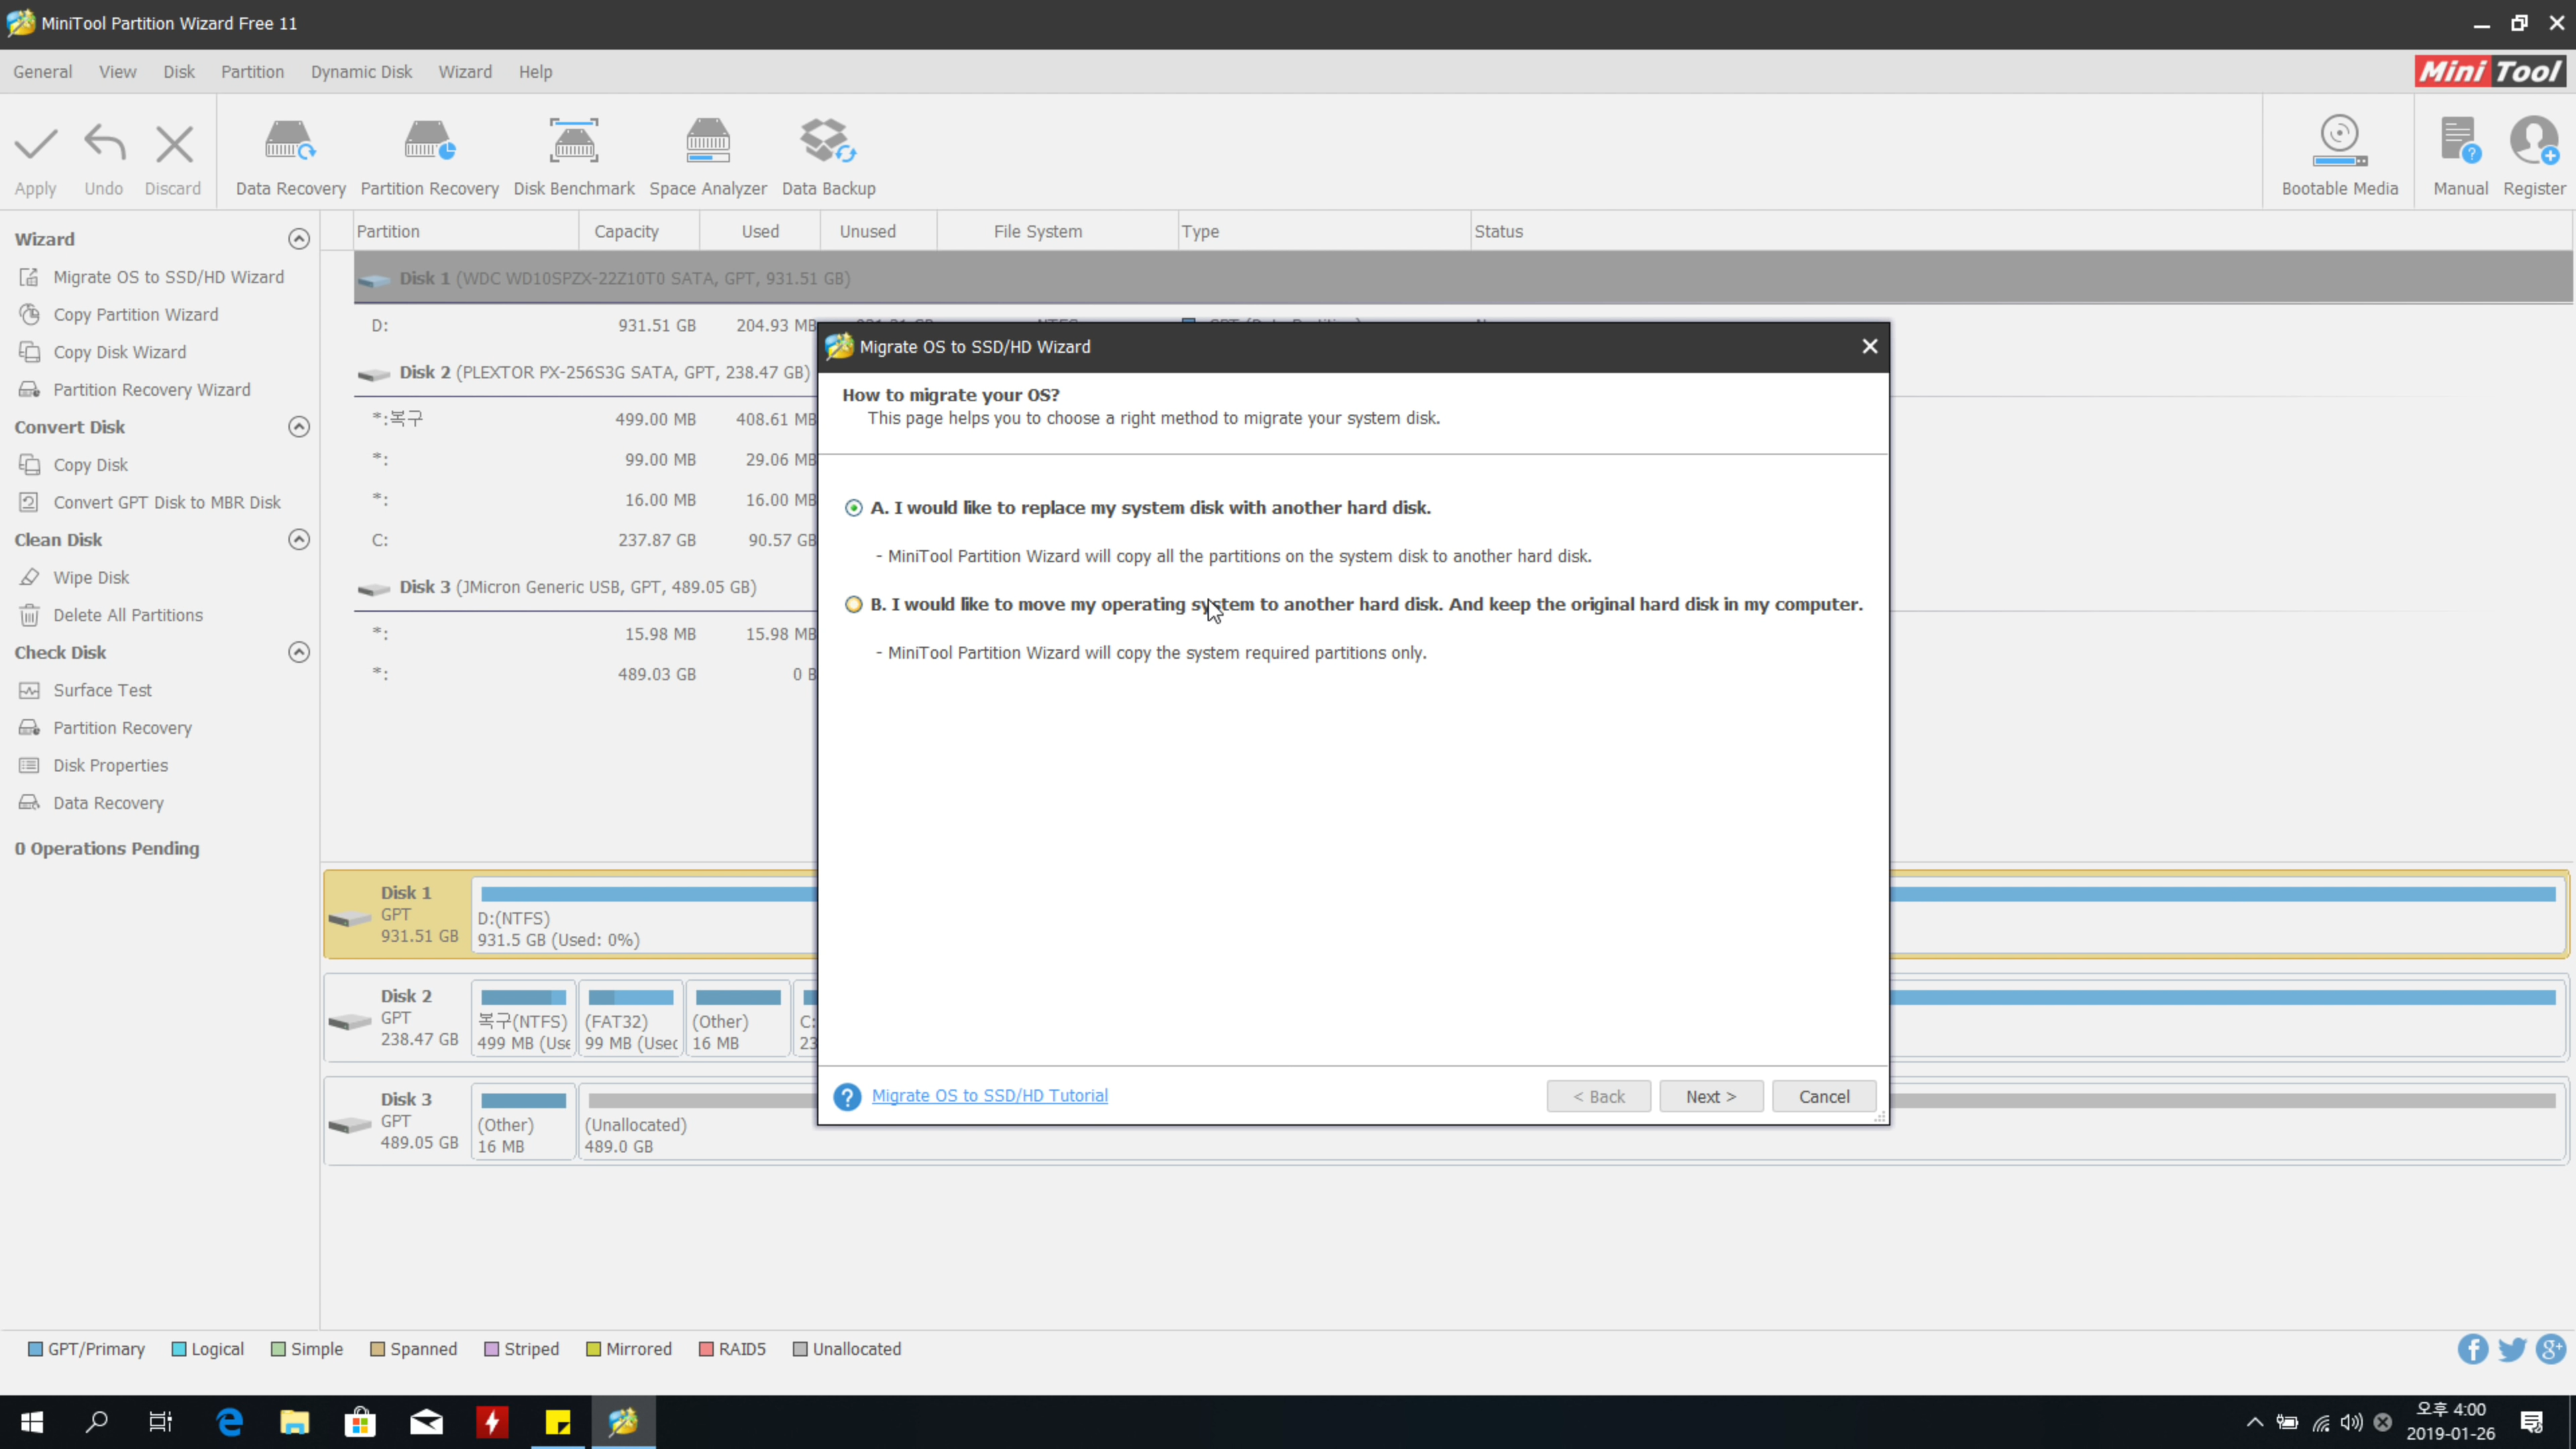 MiniTool Partition Wizard Free 11
General View Disk Partition Dynamic Disk Wizard Help
Mini Tool
Apply Undo Discard Data Recovery Partition Recovery Disk Benchmark Space Analyzer Data Backup Bootable Media Manual Register
Wizard
Migrate OS to SSD/HD Wizard
Copy Partition Wizard
Copy Disk Wizard
Partition Recovery Wizard
Convert Disk
Copy Disk
Convert GPT Disk to MBR Disk
Clean Disk
Wipe Disk
Delete All Partitions
Check Disk
Surface Test
Partition Recovery
Disk Properties
Data Recovery
0 Operations Pending
Partition Capacity Used Unused File System Type Status
Disk 1 (WDC WD10SPZX-22Z10T0 SATA, GPT, 931.51 GB)
D: 931.51 GB 204.93 MB
Disk 2 (PLEXTOR PX-256S3G SATA, GPT, 238.47 GB)
*:복구 499.00 MB 408.61 MB
*: 99.00 MB 29.06 MB
*: 16.00 MB 16.00 MB
C: 237.87 GB 90.57 GB
Disk 3 (JMicron Generic USB, GPT, 489.05 GB)
*: 15.98 MB 15.98 MB
*: 489.03 GB 0 B
Migrate OS to SSD/HD Wizard
How to migrate your OS?
This page helps you to choose a right method to migrate your system disk.
A. I would like to replace my system disk with another hard disk.
- MiniTool Partition Wizard will copy all the partitions on the system disk to another hard disk.
B. I would like to move my operating system to another hard disk. And keep the original hard disk in my computer.
- MiniTool Partition Wizard will copy the system required partitions only.
Migrate OS to SSD/HD Tutorial
< Back Next > Cancel
Disk 1
GPT
931.51 GB
D:(NTFS)
931.5 GB (Used: 0%)
Disk 2
GPT
238.47 GB
복구(NTFS) (FAT32) (Other) C:
499 MB (Use 99 MB (Used 16 MB 23
Disk 3
GPT
489.05 GB
(Other) (Unallocated)
16 MB 489.0 GB
GPT/Primary Logical Simple Spanned Striped Mirrored RAID5 Unallocated
오후 4:00
2019-01-26